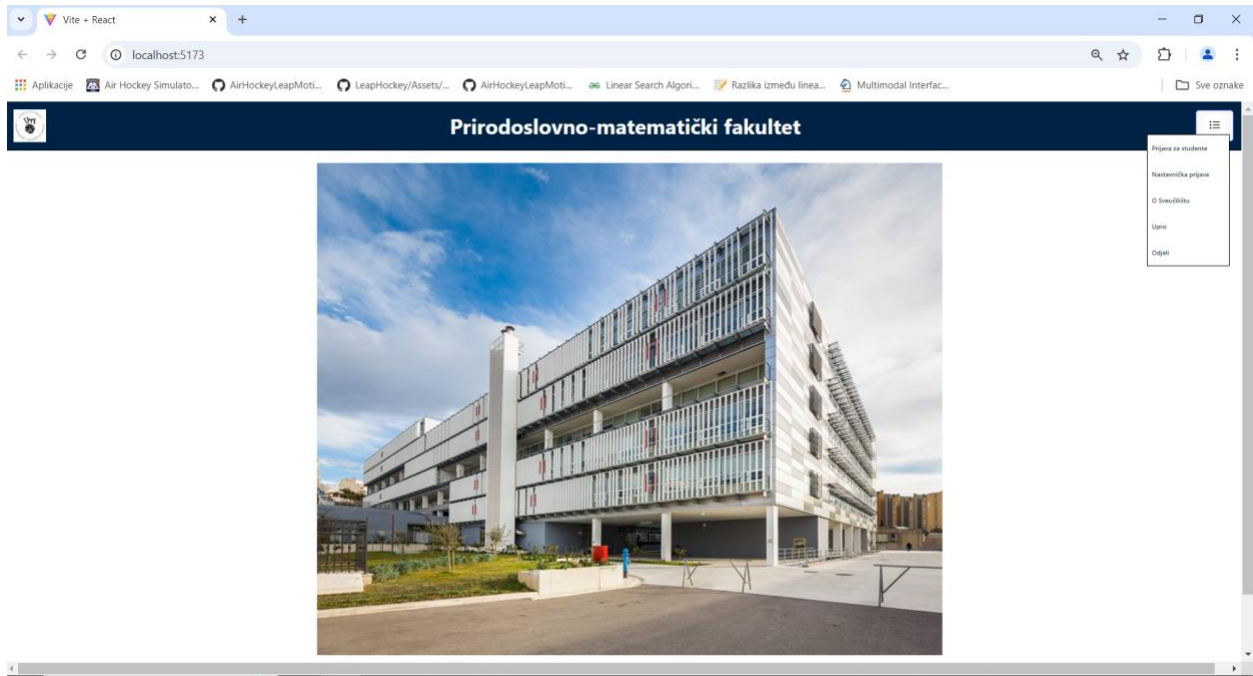 Vite + React
localhost:5173
Aplikacije Air Hockey Simulato... AirHockeyLeapMoti... LeapHockey/Assets/... AirHockeyLeapMoti... Linear Search Algori... Razlika između linea... Multimodal Interfac... Sve oznake
Prirodoslovno-matematički fakultet
Prijava za studente
Nastavnička prijava
O Sveučilištu
Upisi
Odjeli